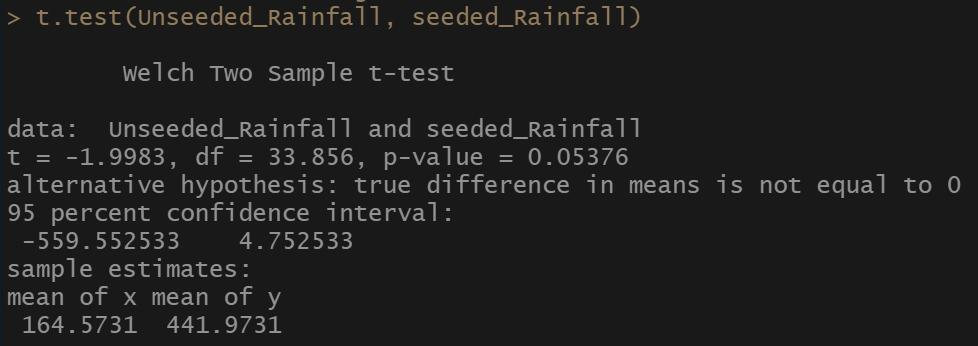 > t.test(Unseeded_Rainfall, seeded_Rainfall)
Welch Two Sample t-test
data:  Unseeded_Rainfall and seeded_Rainfall
t = -1.9983, df = 33.856, p-value = 0.05376
alternative hypothesis: true difference in means is not equal to 0
95 percent confidence interval:
-559.552533    4.752533
sample estimates:
mean of x mean of y
164.5731  441.9731